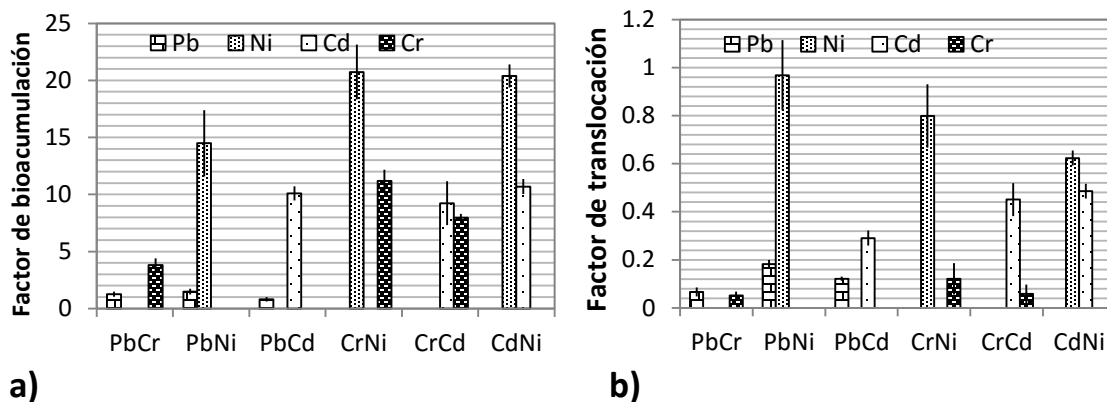 Factor de bioacumulación
25
20
15
10
5
0
Pb Ni Cd Cr
PbCr PbNi PbCd CrNi CrCd CdNi
a)
Factor de translocación
1.2
1
0.8
0.6
0.4
0.2
0
Pb Ni Cd Cr
PbCr PbNi PbCd CrNi CrCd CdNi
b)